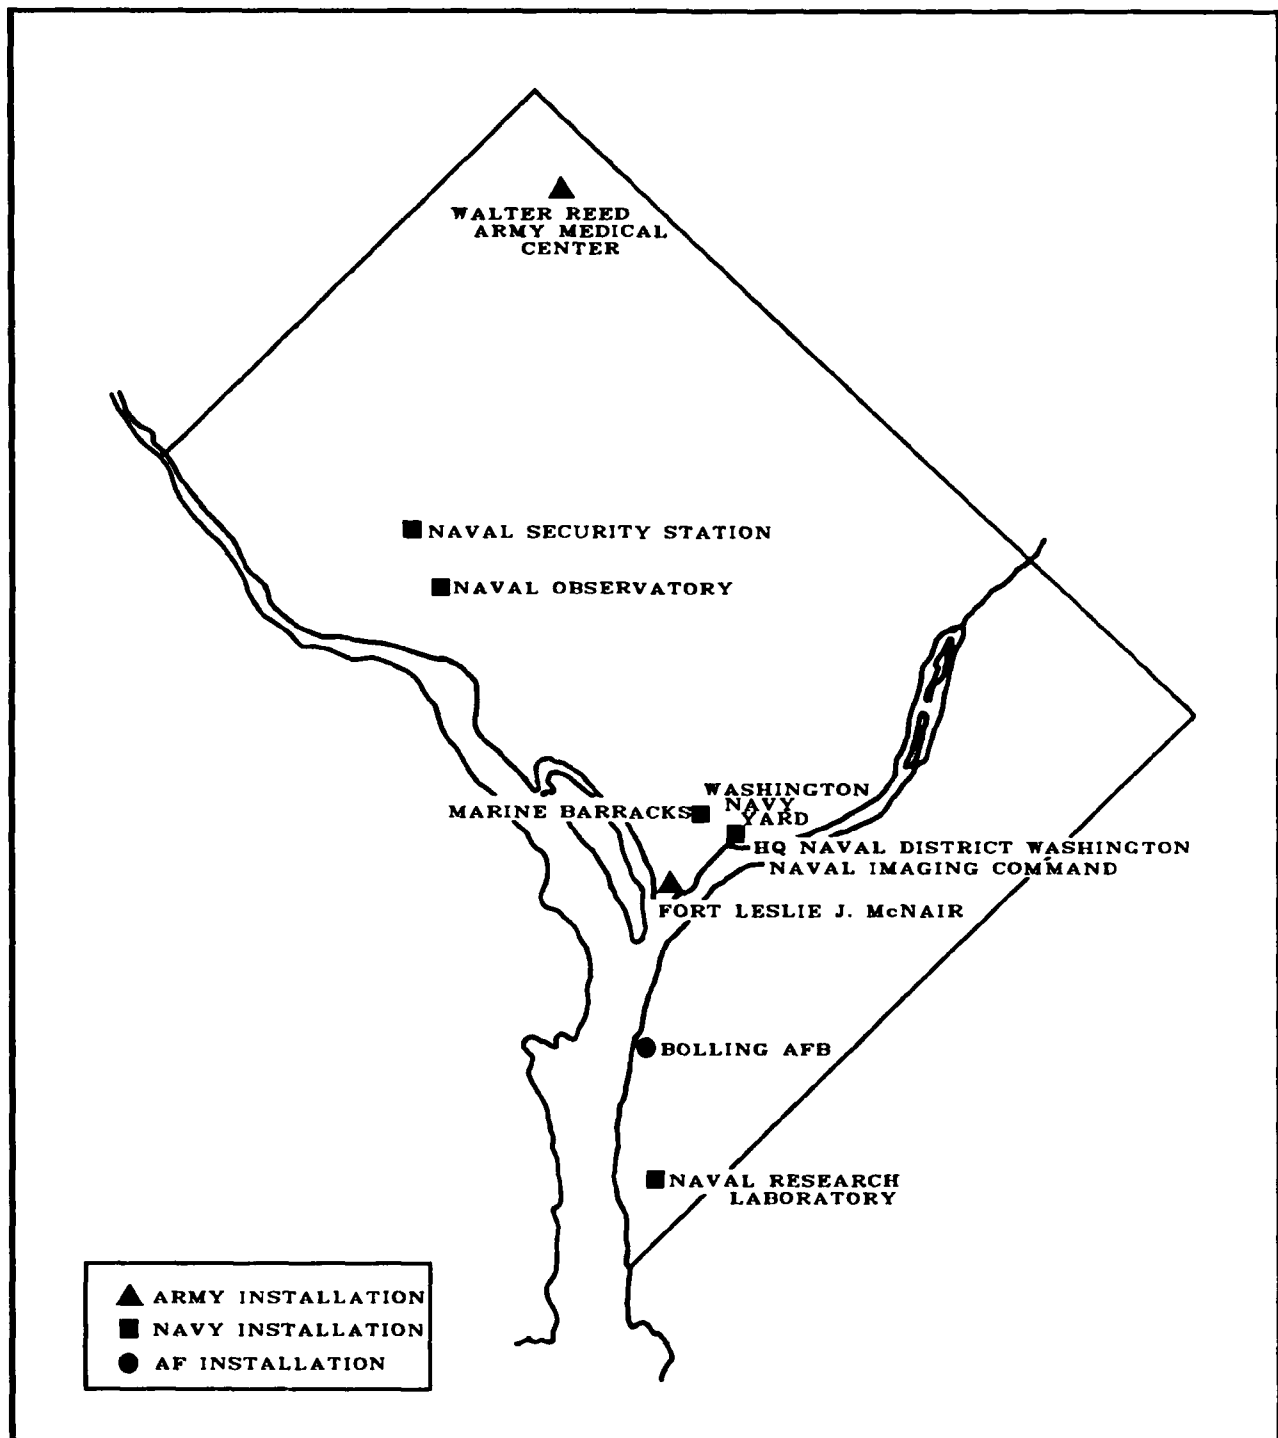 WALTER REED
ARMY MEDICAL
CENTER
NAVAL SECURITY STATION
NAVAL OBSERVATORY
WASHINGTON
NAVY
YARD
MARINE BARRACKS
HQ NAVAL DISTRICT WASHINGTON
NAVAL IMAGING COMMAND
FORT LESLIE J. McNAIR
BOLLING AFB
NAVAL RESEARCH
LABORATORY
ARMY INSTALLATION
NAVY INSTALLATION
AF INSTALLATION